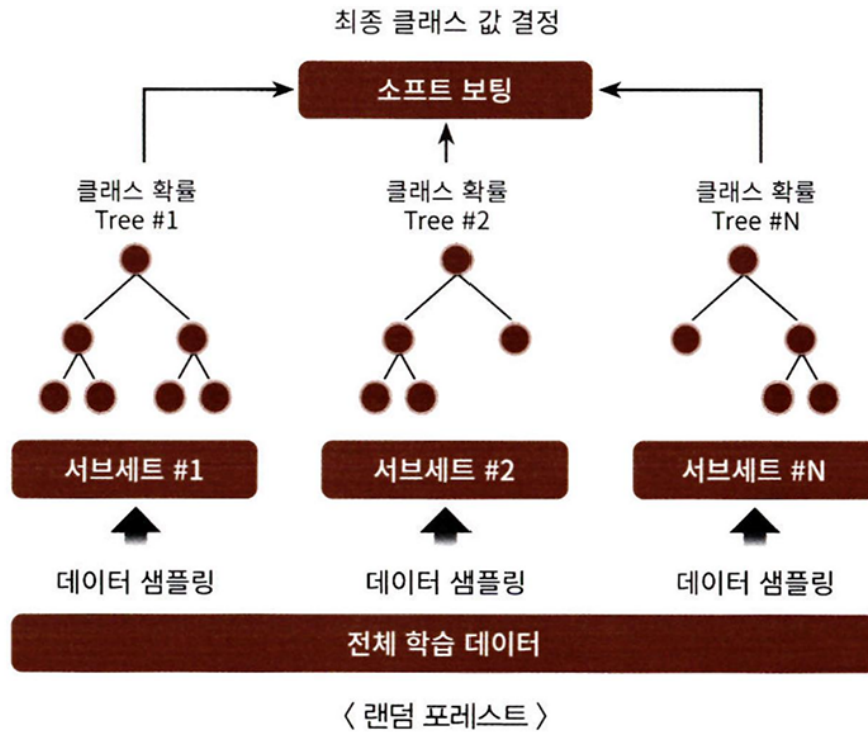 최종 클래스 값 결정
소프트 보팅
클래스 확률
Tree #1
클래스 확률
Tree #2
클래스 확률
Tree #N
서브세트 #1
서브세트 #2
서브세트 #N
데이터 샘플링
데이터 샘플링
데이터 샘플링
전체 학습 데이터
〈 랜덤 포레스트 〉